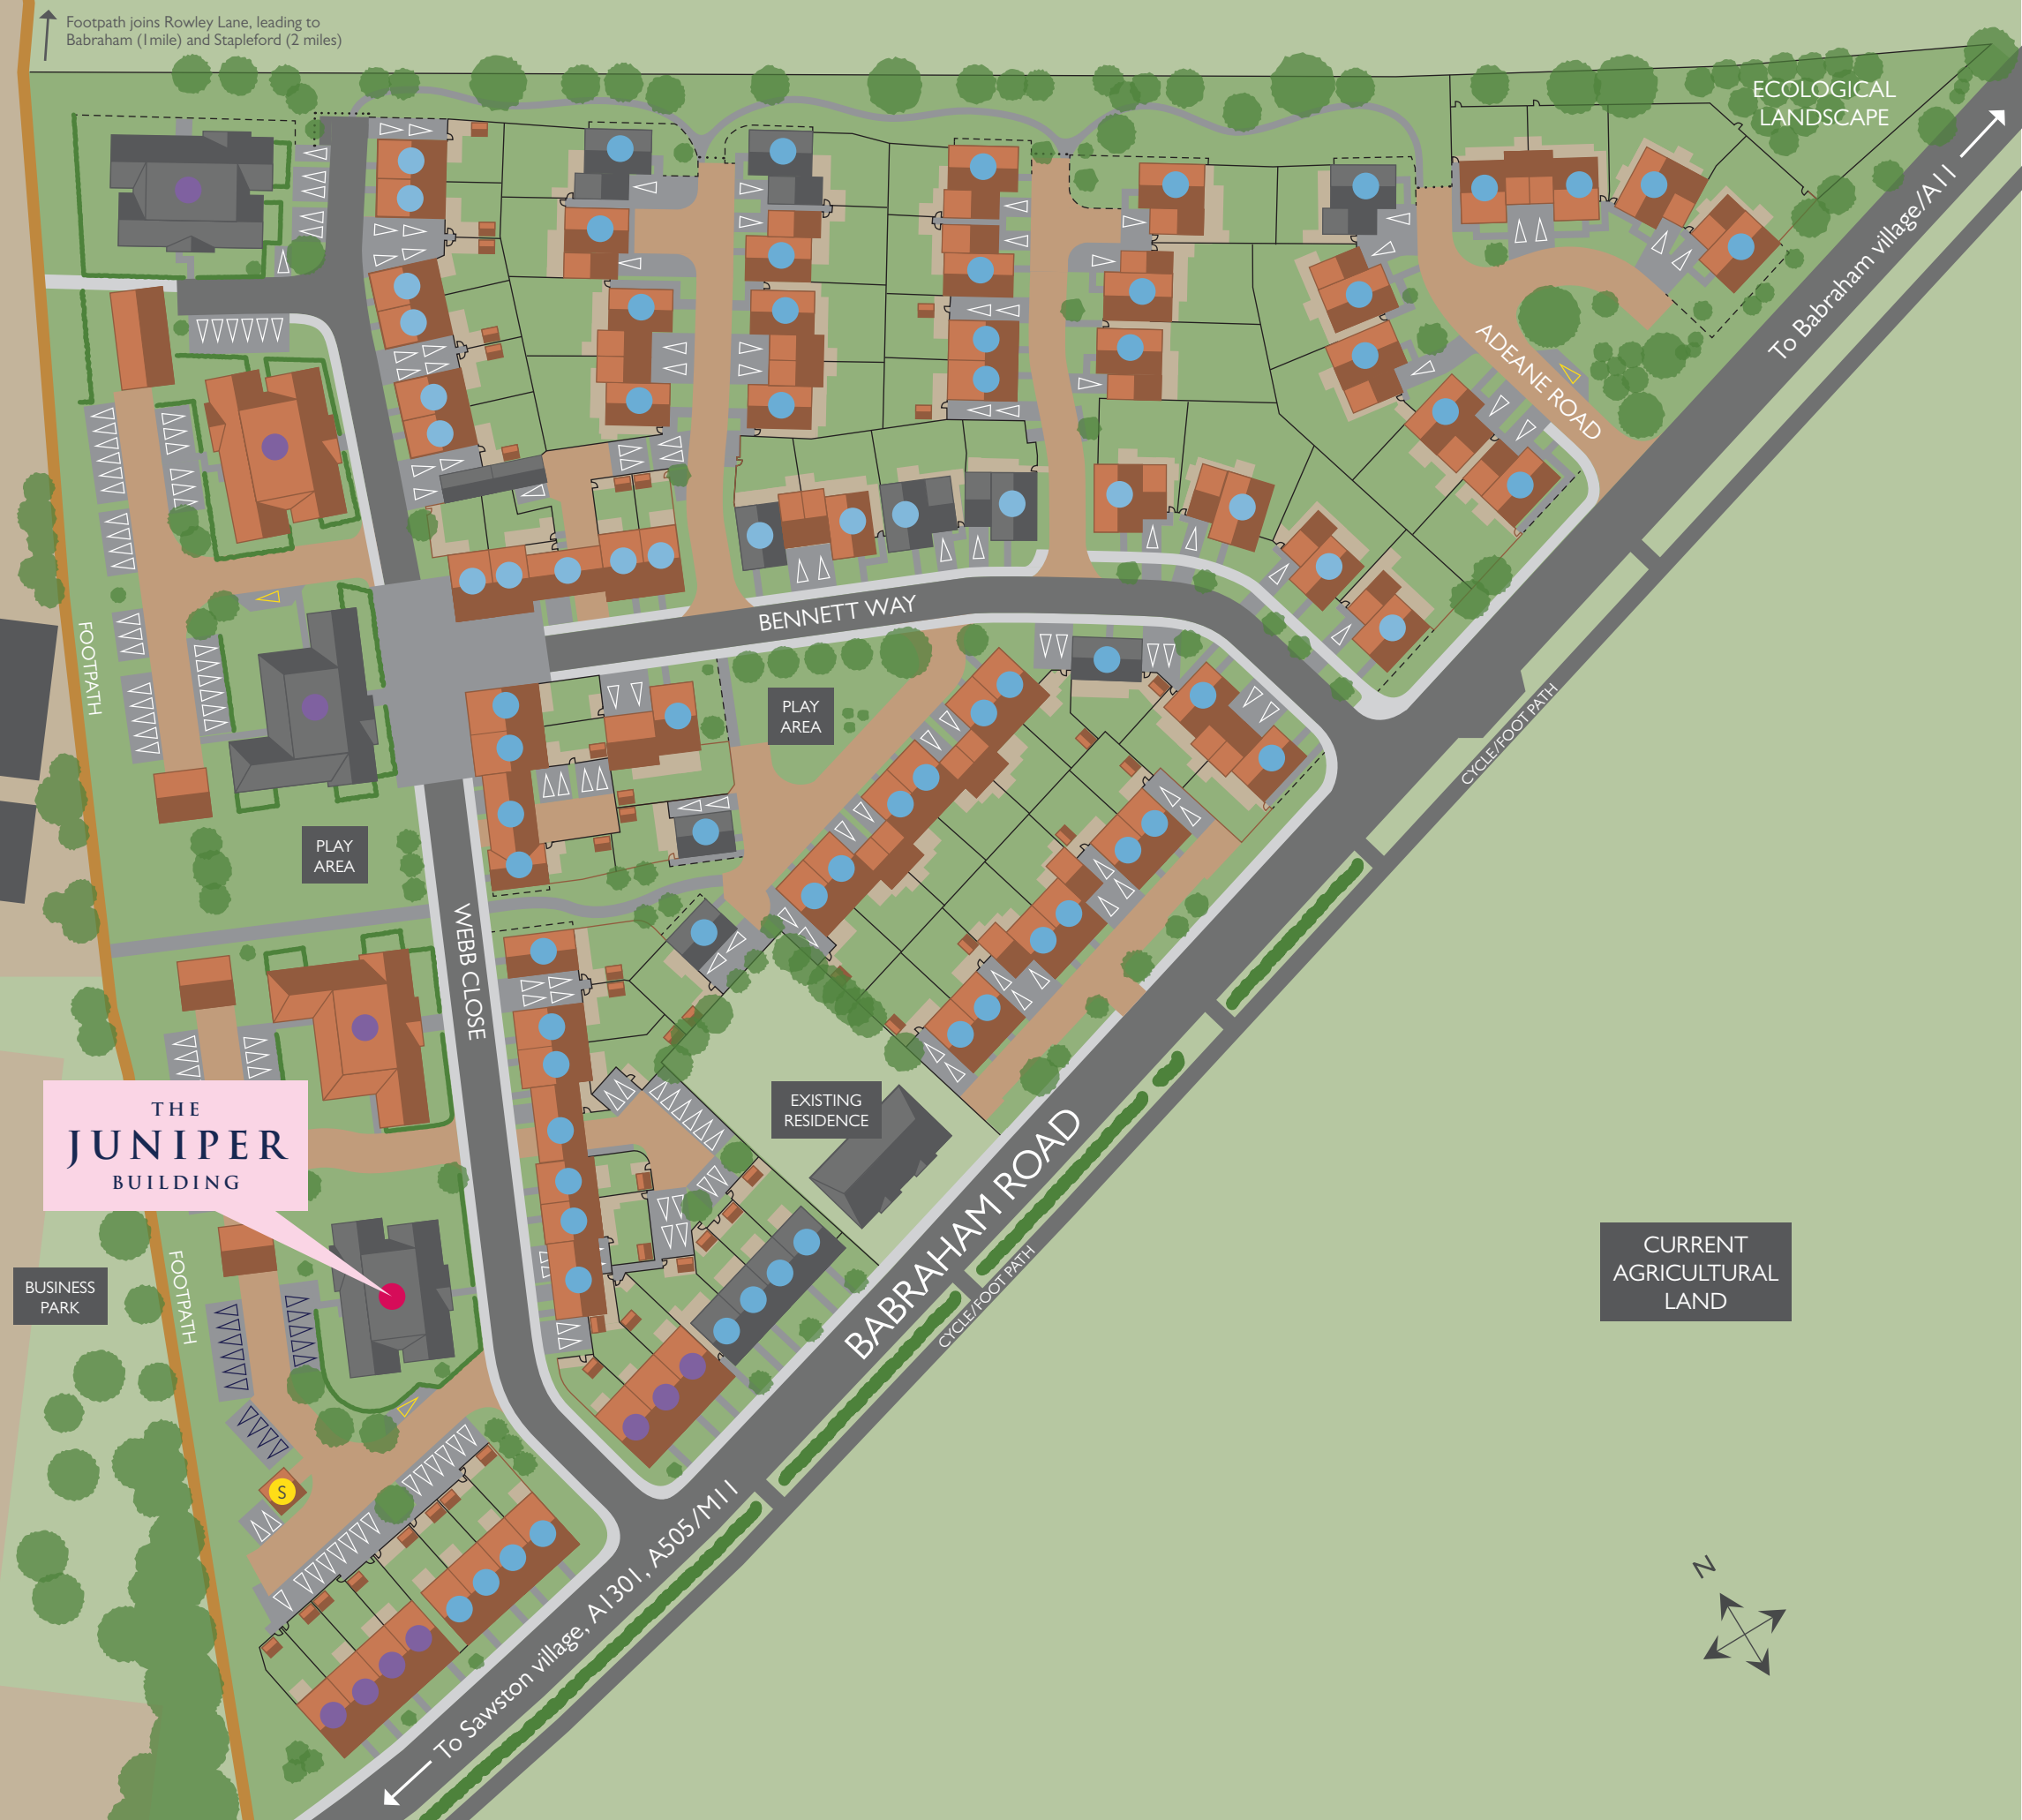 Footpath joins Rowley Lane, leading to
Babraham (1mile) and Stapleford (2 miles)
ECOLOGICAL
LANDSCAPE
To Babraham village/A11
ADEANE ROAD
BENNETT WAY
FOOTPATH
PLAY
AREA
CYCLE/FOOT PATH
PLAY
AREA
WEBB CLOSE
EXISTING
RESIDENCE
THE
JUNIPER
BUILDING
BABRAHAM ROAD
CURRENT
AGRICULTURAL
LAND
BUSINESS
PARK
FOOTPATH
CYCLE/FOOT PATH
S
To Sawston village, A1301, A505/M11
N